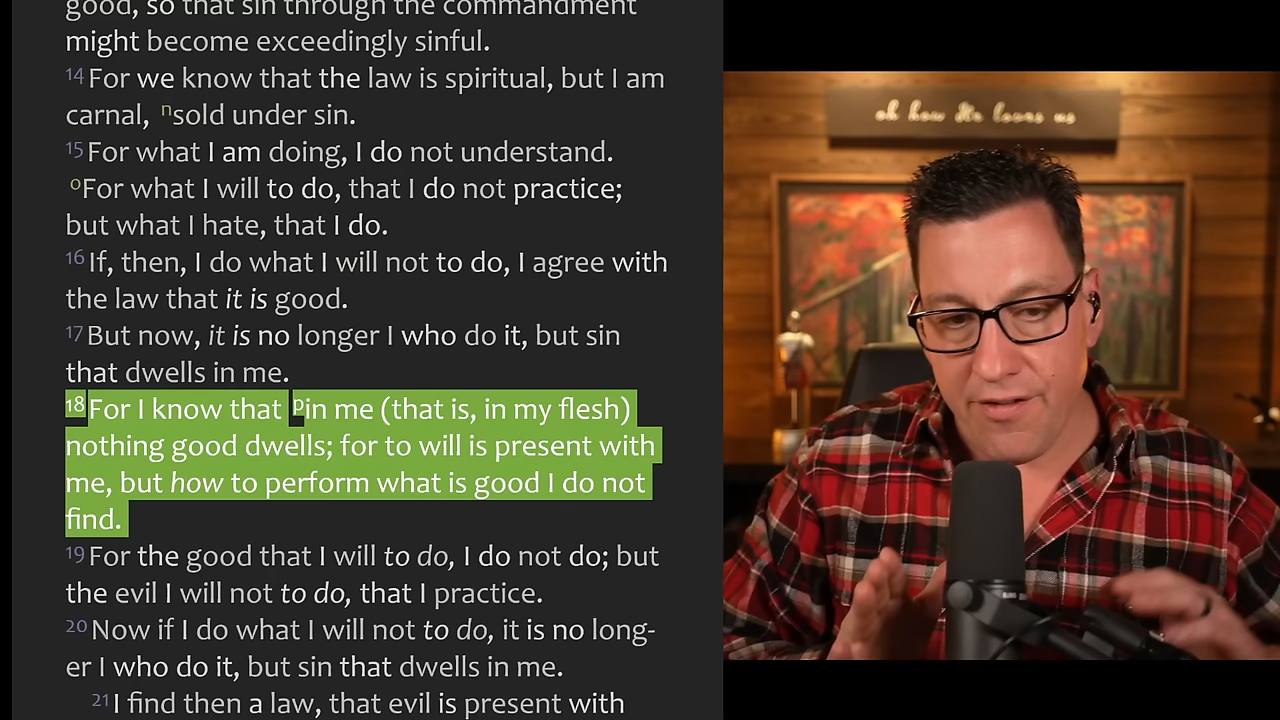 good, so that sin through the commandment
might become exceedingly sinful.
14 For we know that the law is spiritual, but I am
carnal, n sold under sin.
15 For what I am doing, I do not understand.
o For what I will to do, that I do not practice;
but what I hate, that I do.
16 If, then, I do what I will not to do, I agree with
the law that it is good.
17 But now, it is no longer I who do it, but sin
that dwells in me.
18 For I know that p in me (that is, in my flesh)
nothing good dwells; for to will is present with
me, but how to perform what is good I do not
find.
19 For the good that I will to do, I do not do; but
the evil I will not to do, that I practice.
20 Now if I do what I will not to do, it is no long-
er I who do it, but sin that dwells in me.
21 I find then a law, that evil is present with
oh how He loves us